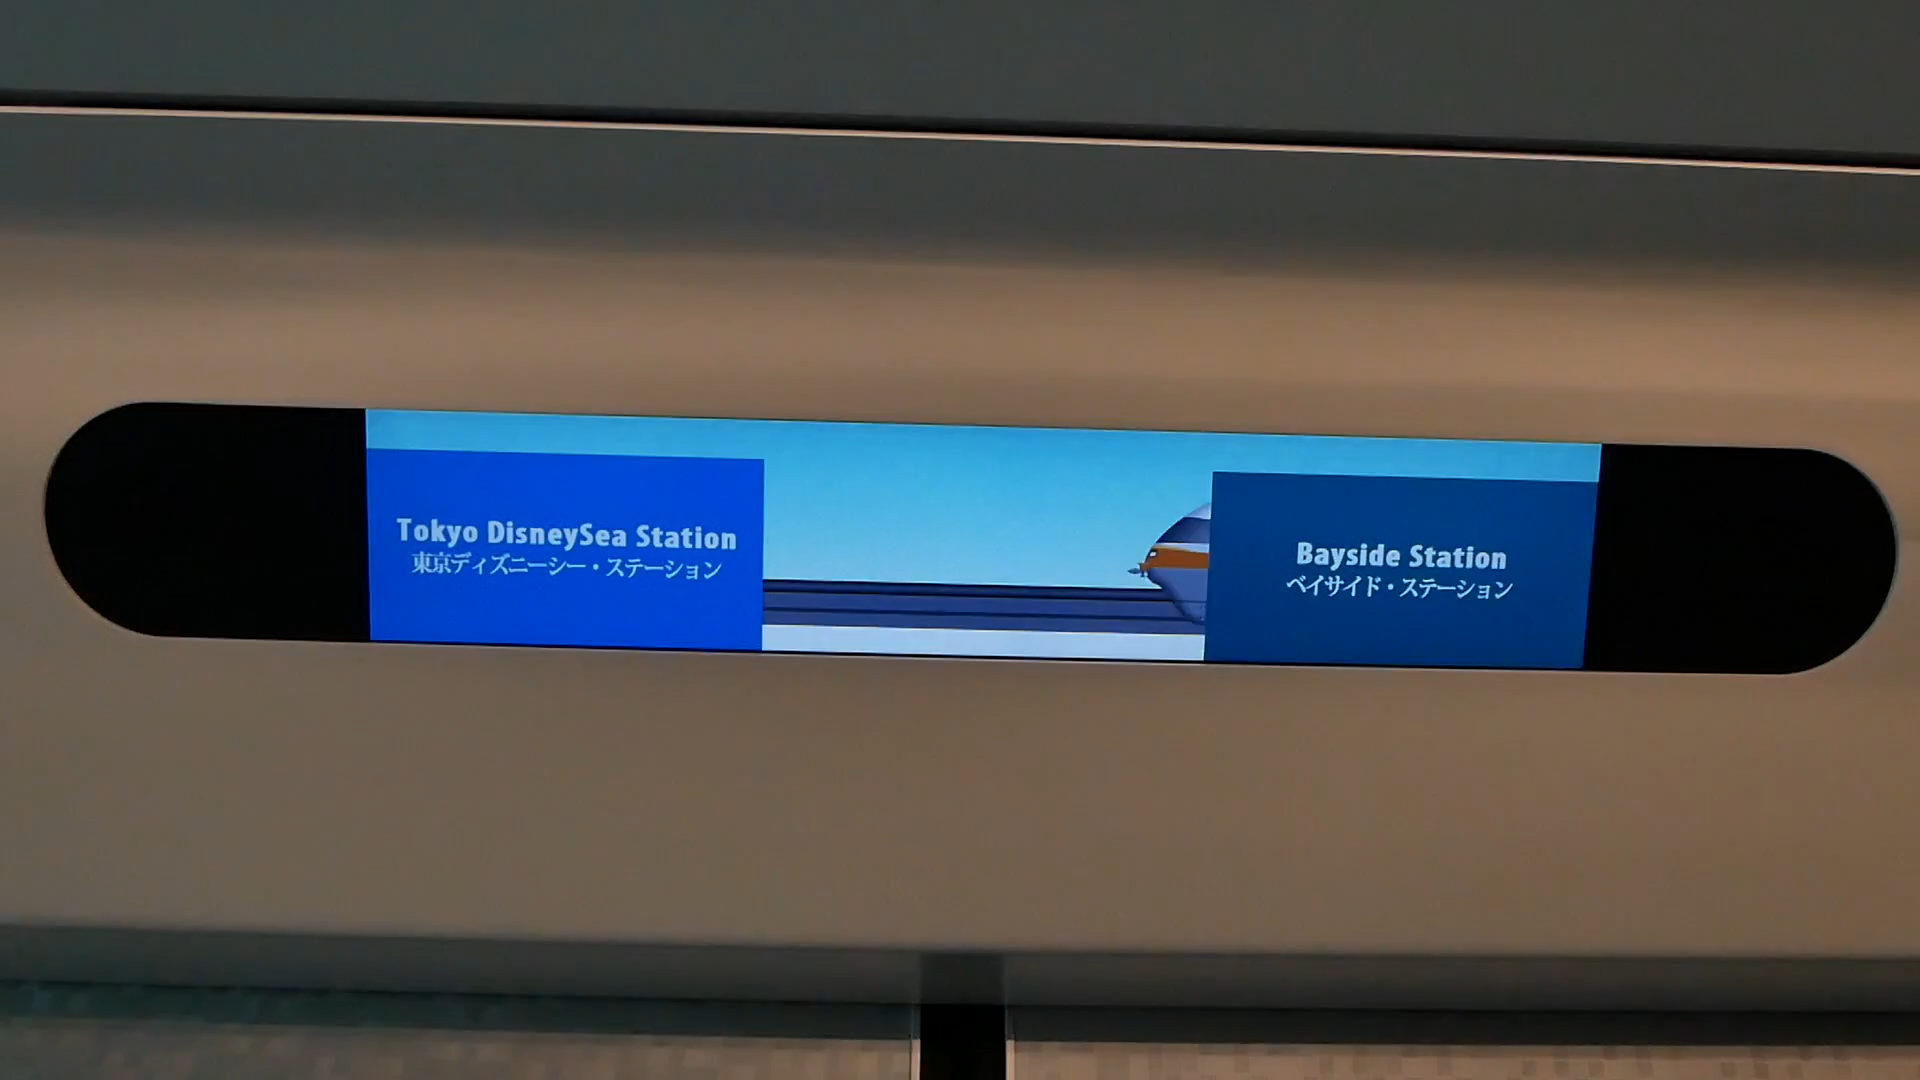 Tokyo DisneySea Station
東京ディズニーシー・ステーション
Bayside Station
ベイサイド・ステーション